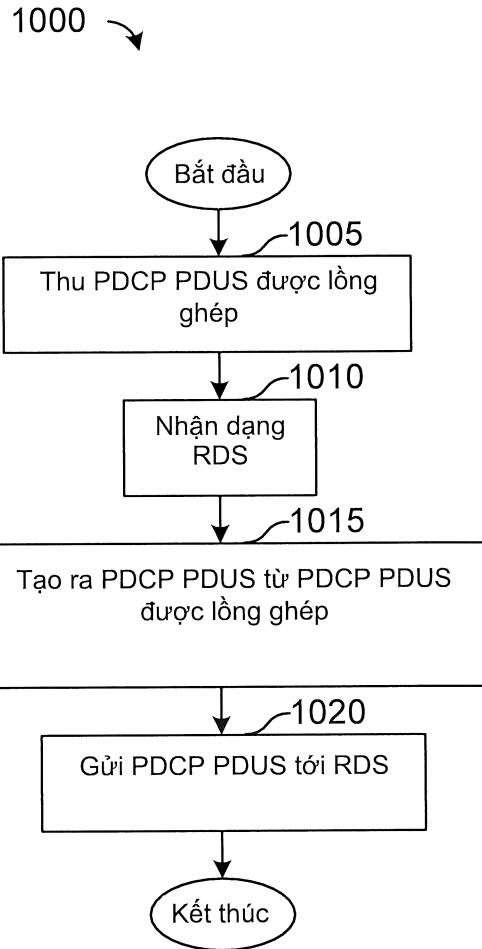 1000
Bắt đầu
1005
Thu PDCP PDUS được lồng
ghép
1010
Nhận dạng
RDS
1015
Tạo ra PDCP PDUS từ PDCP PDUS
được lồng ghép
1020
Gửi PDCP PDUS tới RDS
Kết thúc